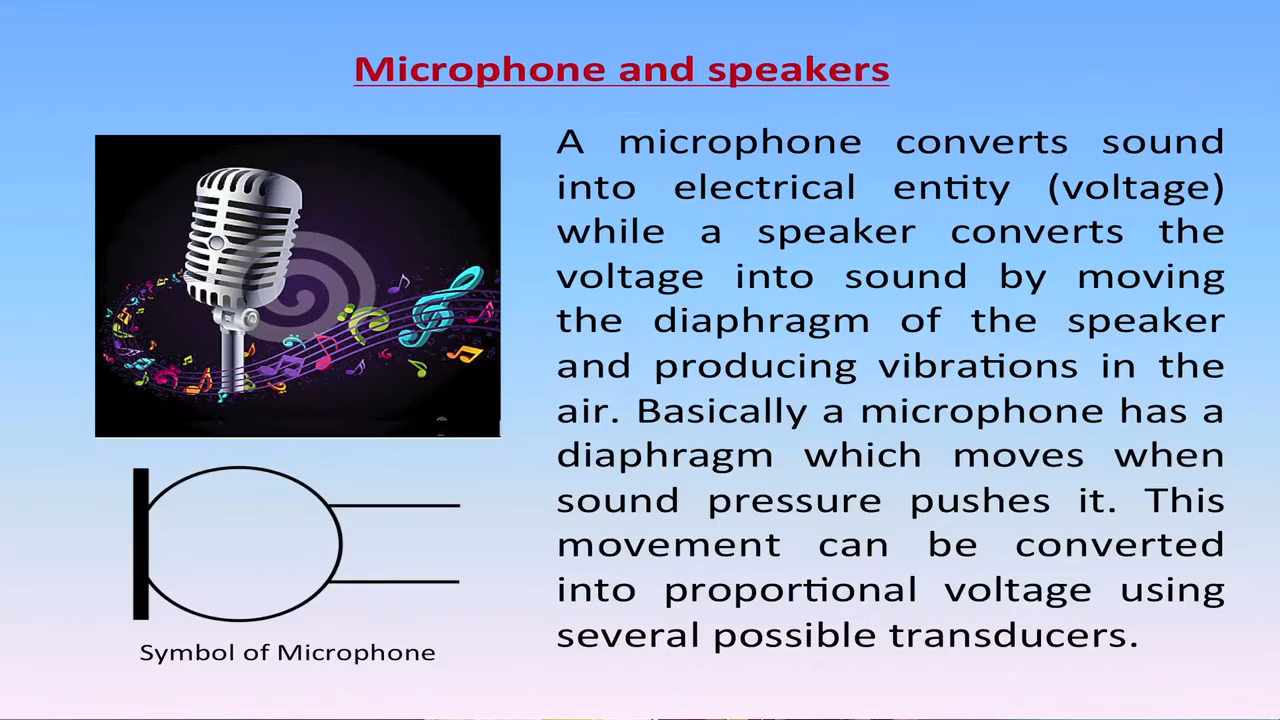 Microphone and speakers
A microphone converts sound
into electrical entity (voltage)
while a speaker converts the
voltage into sound by moving
the diaphragm of the speaker
and producing vibrations in the
air. Basically a microphone has a
diaphragm which moves when
sound pressure pushes it. This
movement can be converted
into proportional voltage using
several possible transducers.
Symbol of Microphone